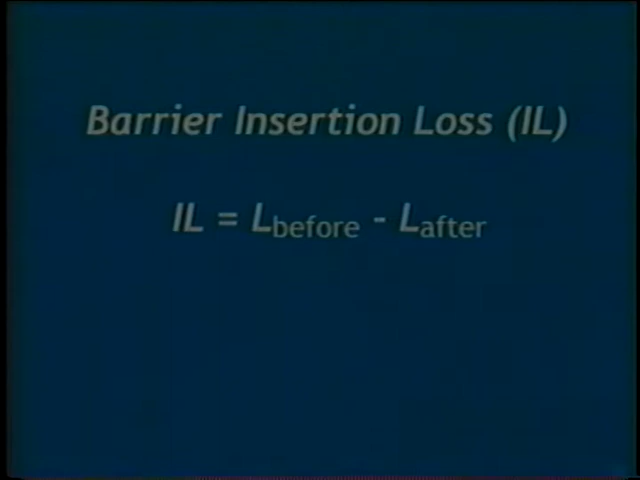 Barrier Insertion Loss (IL)
IL = Lbefore - Lafter